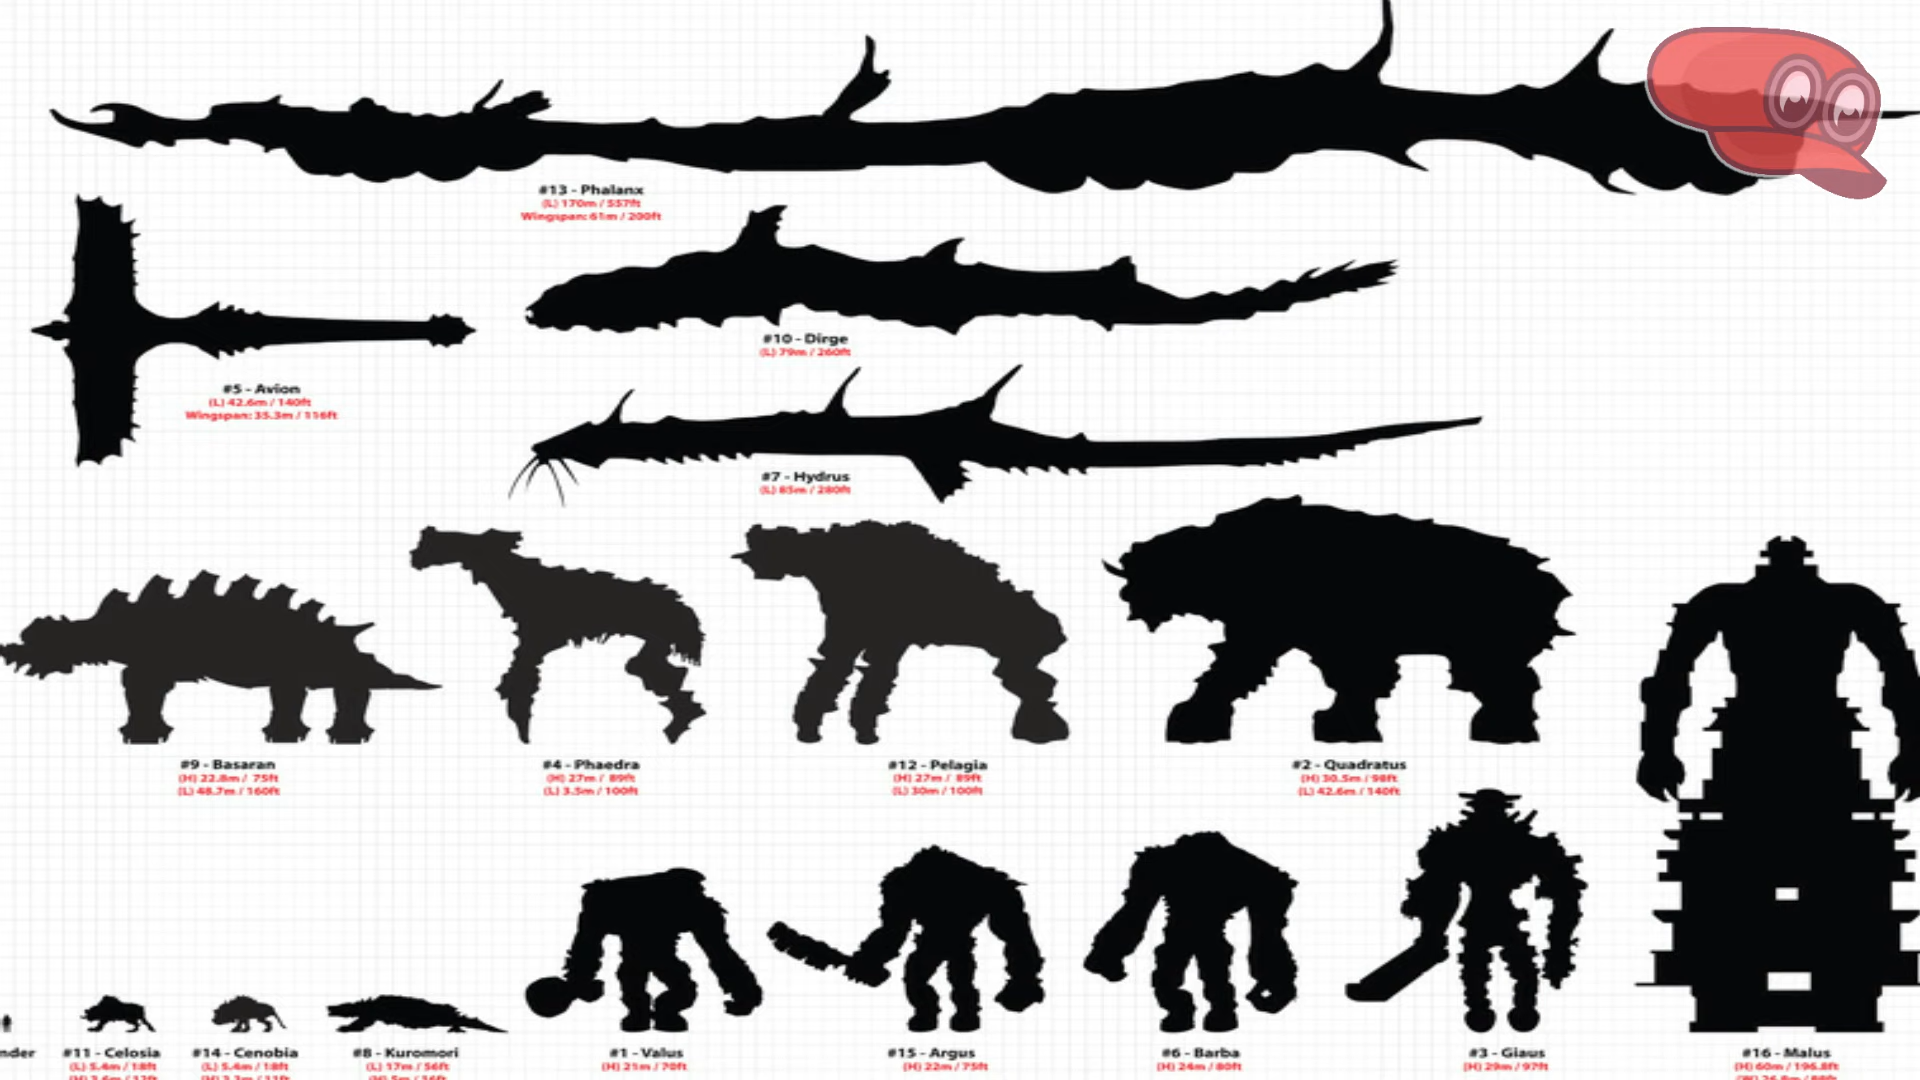 #13 - Phalanx
(L) 170m / 557ft
Wingspan: 61m / 200ft
#10 - Dirge
(L) 79m / 260ft
#5 - Avion
(L) 42.6m / 140ft
Wingspan: 35.3m / 116ft
#7 - Hydrus
(L) 85m / 280ft
#9 - Basaran
(H) 22.8m / 75ft
(L) 48.7m / 160ft
#4 - Phaedra
(H) 27m / 89ft
(L) 3.5m / 100ft
#12 - Pelagia
(H) 27m / 89ft
(L) 30m / 100ft
#2 - Quadratus
(H) 30.5m / 98ft
(L) 42.6m / 140ft
nder
#11 - Celosia
(L) 5.4m / 18ft
#14 - Cenobia
(L) 5.4m / 18ft
#8 - Kuromori
(L) 17m / 56ft
#1 - Valus
(H) 21m / 70ft
#15 - Argus
(H) 22m / 75ft
#6 - Barba
(H) 24m / 80ft
#3 - Giaus
(H) 29m / 97ft
#16 - Malus
(H) 60m / 196.8ft